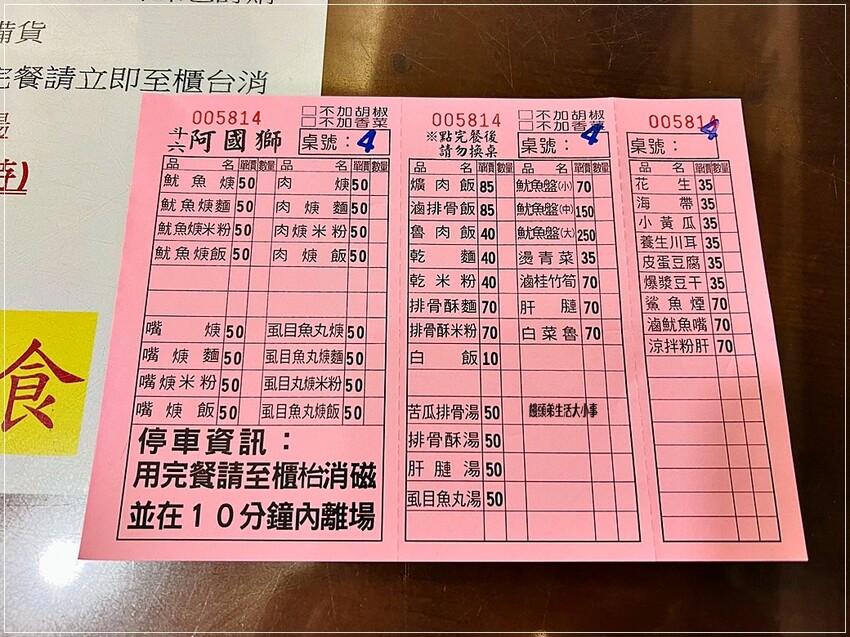 備貨
完餐請立即至櫃台消
食
005814
□不加胡椒
□不加香菜
斗六 阿國獅
桌號：4
品名 單價 數量 品名 單價 數量
魷魚焿 50 肉焿 50
魷魚焿麵 50 肉焿麵 50
魷魚焿米粉 50 肉焿米粉 50
魷魚焿飯 50 肉焿飯 50
嘴焿 50 虱目魚丸焿 50
嘴焿麵 50 虱目魚丸焿麵 50
嘴焿米粉 50 虱目魚丸焿米粉 50
嘴焿飯 50 虱目魚丸焿飯 50
停車資訊：
用完餐請至櫃枱消磁
並在10分鐘內離場
005814
□不加胡椒
□不加香菜
※點完餐後
請勿換桌
桌號：4
品名 單價 數量 品名 單價 數量
爌肉飯 85 魷魚盤(小) 70
滷排骨飯 85 魷魚盤(中) 150
魯肉飯 40 魷魚盤(大) 250
乾麵 40 燙青菜 35
乾米粉 40 滷桂竹筍 70
排骨酥麵 70 肝膸 70
排骨酥米粉 70 白菜魯 70
白飯 10
苦瓜排骨湯 50
饅頭弟生活大小事
排骨酥湯 50
肝膸湯 50
虱目魚丸湯 50
005814
桌號：4
品名 單價 數量
花生 35
海帶 35
小黃瓜 35
養生川耳 35
皮蛋豆腐 35
爆漿豆干 35
鯊魚煙 70
滷魷魚嘴 70
涼拌粉肝 70